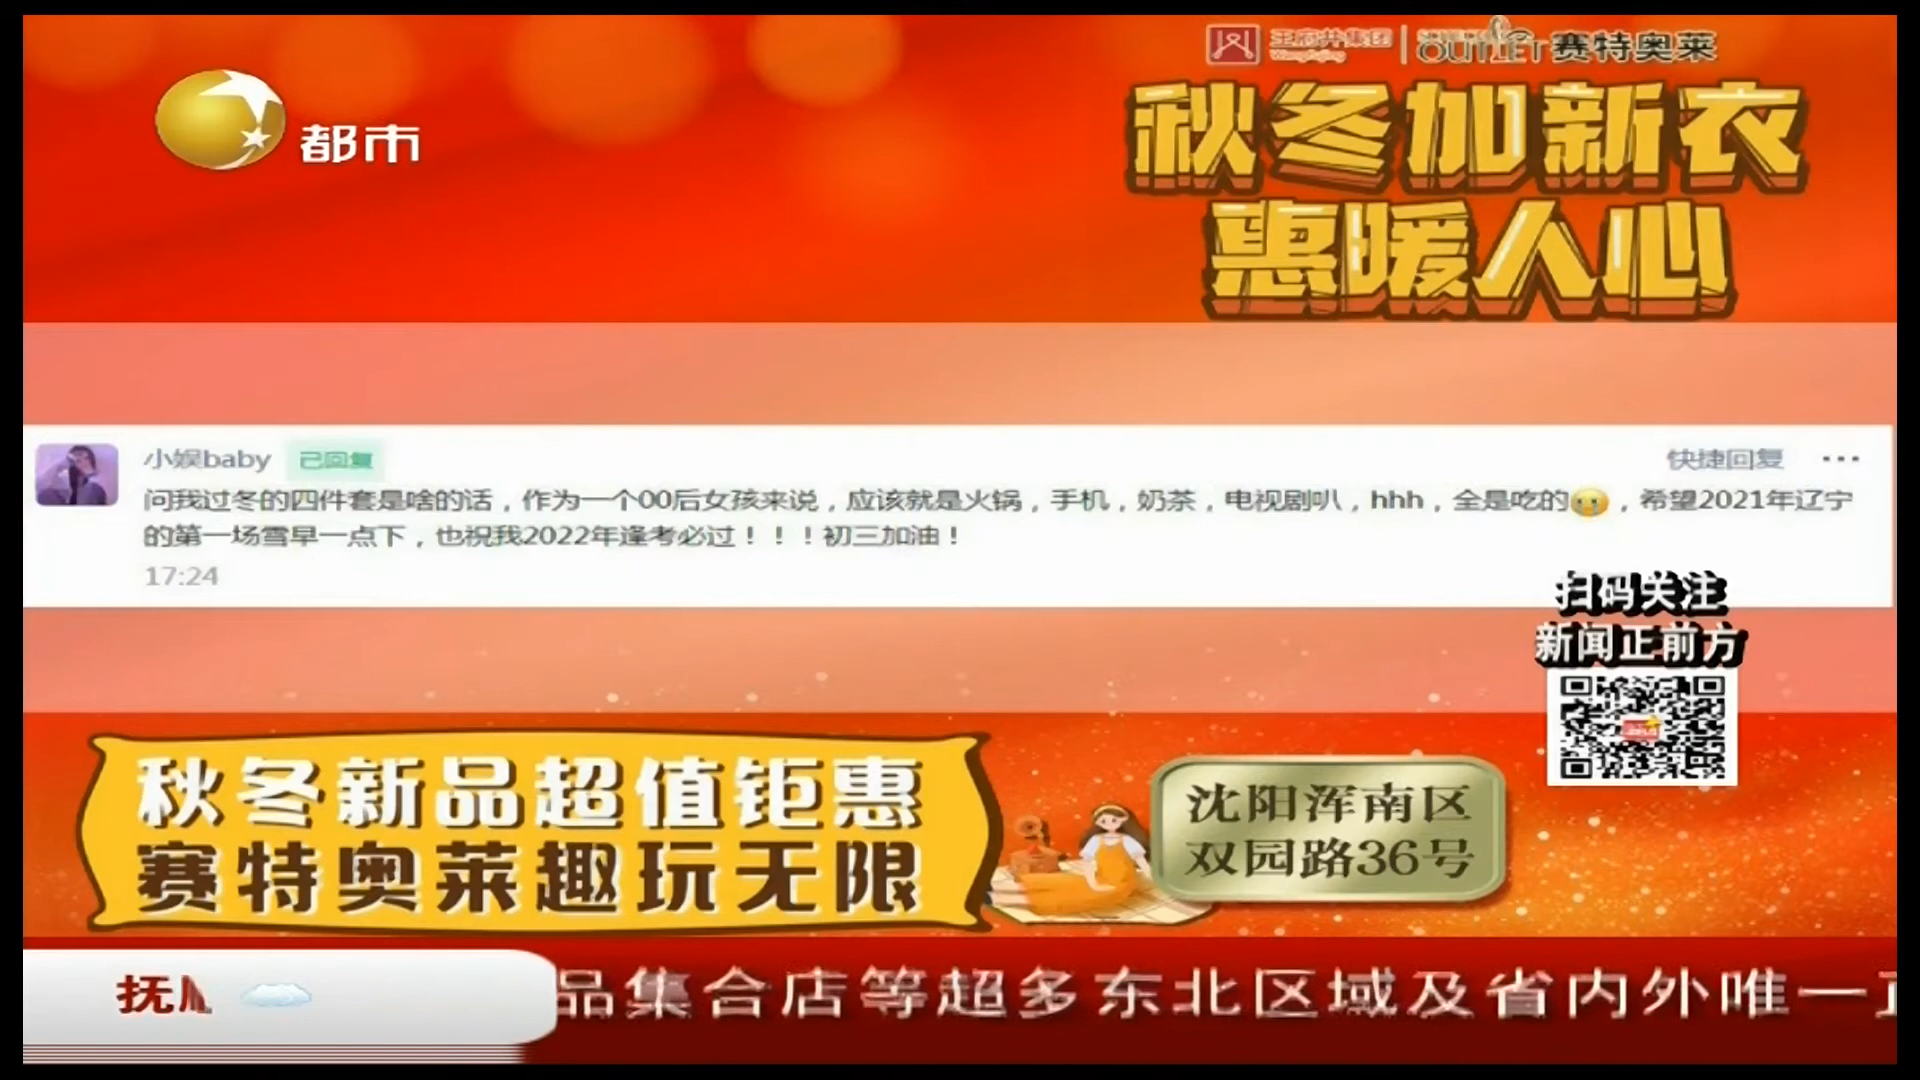 王府井集团 OUTLET 赛特奥莱
都市
秋冬加新衣
惠暖人心
小娱baby 已回复 快捷回复 ···
问我过冬的四件套是啥的话，作为一个00后女孩来说，应该就是火锅，手机，奶茶，电视剧叭，hhh，全是吃的，希望2021年辽宁
的第一场雪早一点下，也祝我2022年逢考必过！！！初三加油！
17:24
扫码关注
新闻正前方
秋冬新品超值钜惠
赛特奥莱趣玩无限
沈阳浑南区
双园路36号
抚 品集合店等超多东北区域及省内外唯一